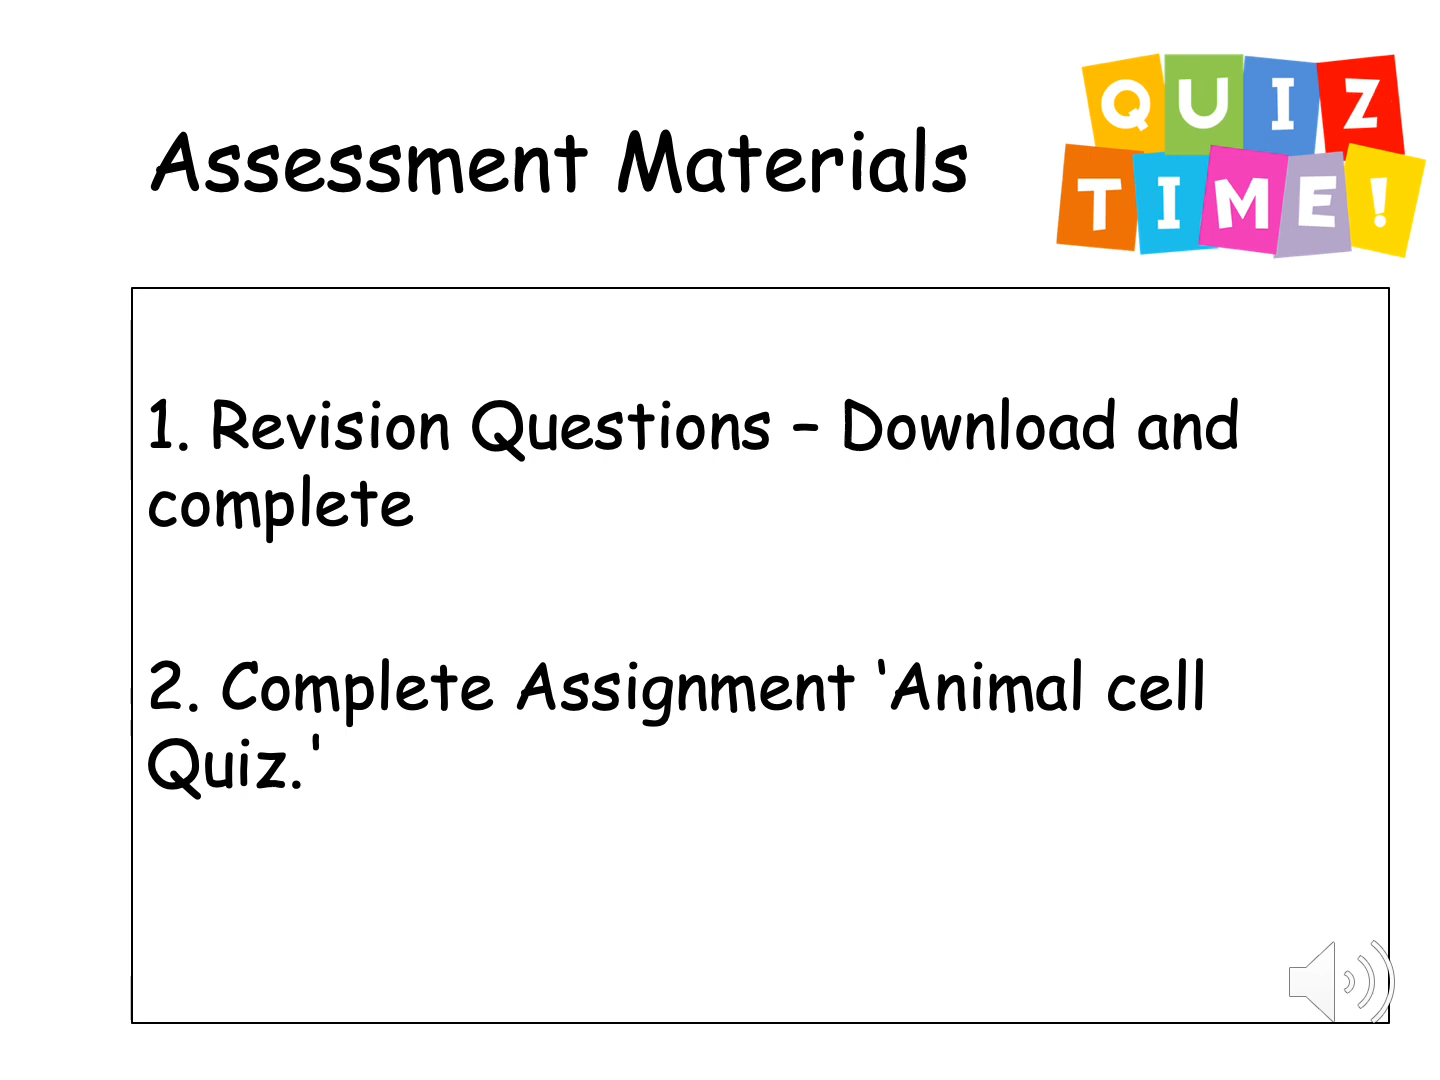 QUIZ
TIME!
Assessment Materials
1. Revision Questions – Download and
complete
2. Complete Assignment ‘Animal cell
Quiz.'